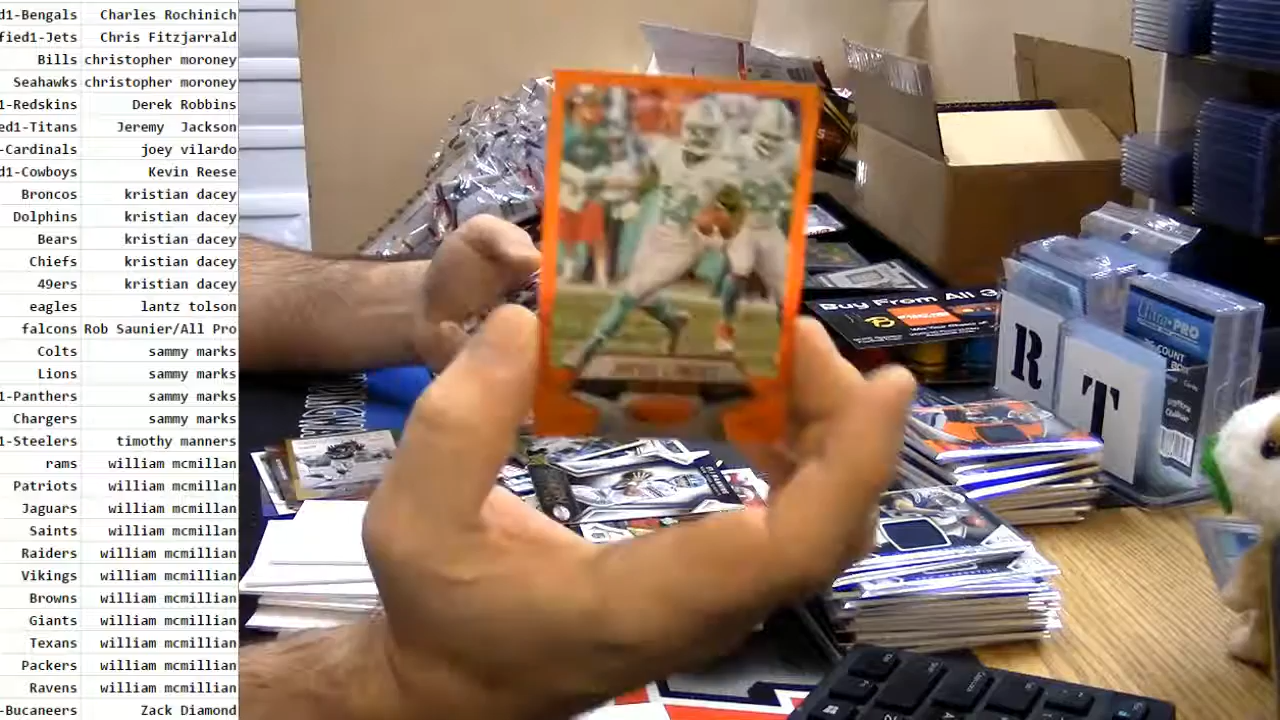 d1-Bengals Charles Rochinich
fied1-Jets Chris Fitzjarrald
Bills christopher moroney
Seahawks christopher moroney
1-Redskins Derek Robbins
ed1-Titans Jeremy Jackson
-Cardinals joey vilardo
d1-Cowboys Kevin Reese
Broncos kristian dacey
Dolphins kristian dacey
Bears kristian dacey
Chiefs kristian dacey
49ers kristian dacey
eagles lantz tolson
falcons Rob Saunier/All Pro
Colts sammy marks
Lions sammy marks
1-Panthers sammy marks
Chargers sammy marks
1-Steelers timothy manners
rams william mcmillan
Patriots william mcmillan
Jaguars william mcmillan
Saints william mcmillan
Raiders william mcmillian
Vikings william mcmillian
Browns william mcmillian
Giants william mcmillian
Texans william mcmillian
Packers william mcmillian
Ravens william mcmillian
-Bucaneers Zack Diamond
Buy From All 3
R T
Ultra·PRO